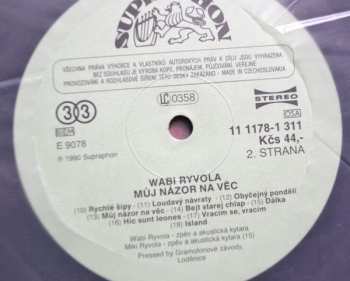 SUPRAPHON
VŠECHNA PRÁVA VÝROBCE A VLASTNÍKŮ AUTORSKÝCH PRÁV K DÍLU VYHRAZENA.
BEZ SOUHLASU JE VÝROBA KOPIÍ, PRONÁJEM, PŮJČOVÁNÍ, VEŘEJNÉ
PROVOZOVÁNÍ A ROZHLASOVÉ ŠÍŘENÍ TÉTO DESKY ZAKÁZÁNO - MADE IN CZECHOSLOVAKIA
33
LC 0358
STEREO
OSA
E 9078
11 1178-1 311
Kčs 44,-
℗ 1990 Supraphon
2. STRANA
WABI RYVOLA
MŮJ NÁZOR NA VĚC
(10) Rychlé šípy - (11) Loudavý návraty - (12) Obyčejný pondělí
(13) Můj názor na věc - (14) Bejt starej chlap - (15) Dálka
(16) Hic sunt leones - (17) Vracím se, vracím
(18) Island
Wabi Ryvola - zpěv a akustická kytara
Miki Ryvola - zpěv a akustická kytara (15)
Pressed by Gramofonové závody,
Loděnice